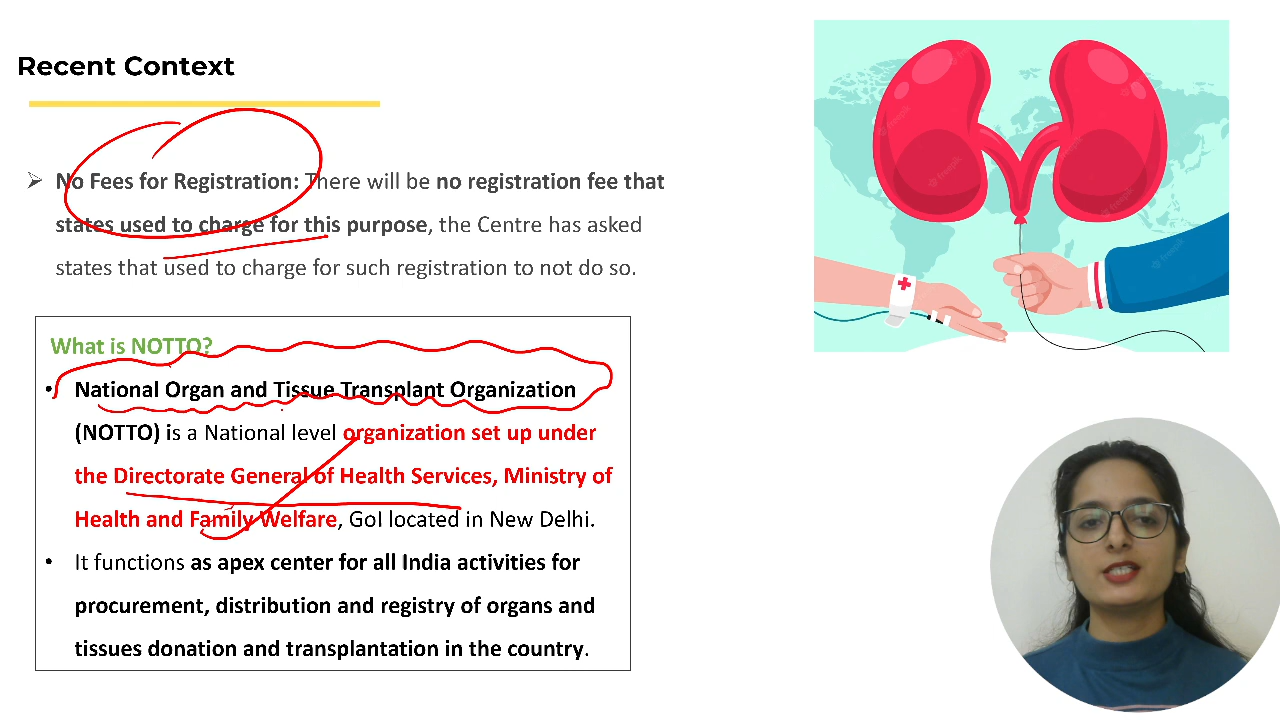 Recent Context
➢ No Fees for Registration: There will be no registration fee that
states used to charge for this purpose, the Centre has asked
states that used to charge for such registration to not do so.
What is NOTTO?
• National Organ and Tissue Transplant Organization
(NOTTO) is a National level organization set up under
the Directorate General of Health Services, Ministry of
Health and Family Welfare, GoI located in New Delhi.
• It functions as apex center for all India activities for
procurement, distribution and registry of organs and
tissues donation and transplantation in the country.